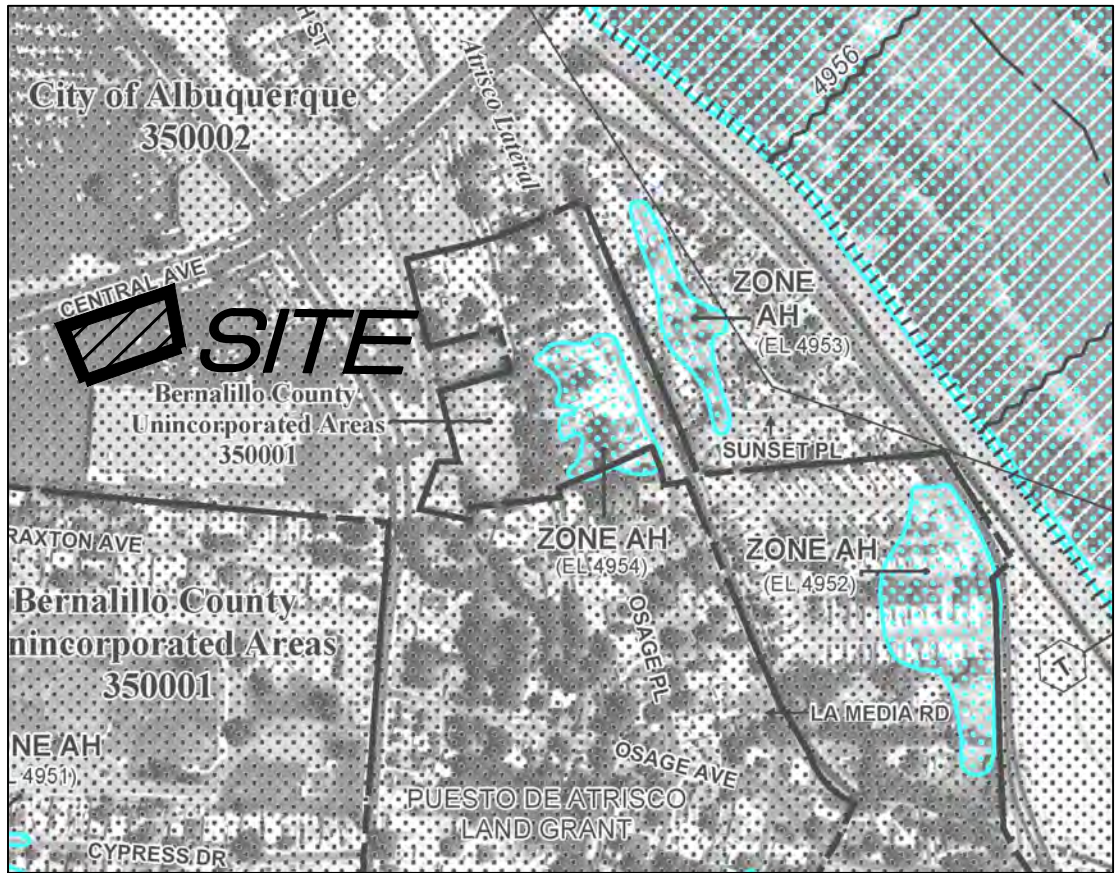 H ST
Atrisco Lateral
4956
City of Albuquerque
350002
CENTRAL AVE
ZONE
AH
(EL 4953)
SITE
Bernalillo County
Unincorporated Areas
350001
SUNSET PL
RAXTON AVE
ZONE AH
(EL 4954)
ZONE AH
(EL 4952)
Bernalillo County
nincorporated Areas
350001
OSAGE PL
T
LA MEDIA RD
NE AH
4951)
OSAGE AVE
PUESTO DE ATRISCO
LAND GRANT
CYPRESS DR